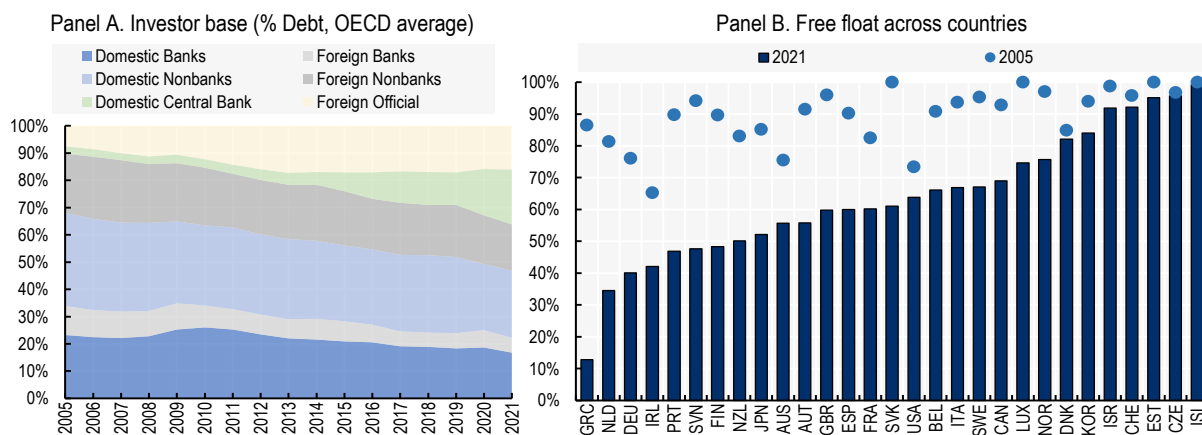 Panel A. Investor base (% Debt, OECD average)
Domestic Banks
Foreign Banks
Domestic Nonbanks
Foreign Nonbanks
Domestic Central Bank
Foreign Official
100%
90%
80%
70%
60%
50%
40%
30%
20%
10%
0%
2005
2006
2007
2008
2009
2010
2011
2012
2013
2014
2015
2016
2017
2018
2019
2020
2021
Panel B. Free float across countries
2021
2005
100%
90%
80%
70%
60%
50%
40%
30%
20%
10%
0%
GRC
NLD
DEU
IRL
PRT
SVN
FIN
NZL
JPN
AUS
AUT
GBR
ESP
FRA
SVK
USA
BEL
ITA
SWE
CAN
LUX
NOR
DNK
KOR
ISR
CHE
EST
CZE
ISL